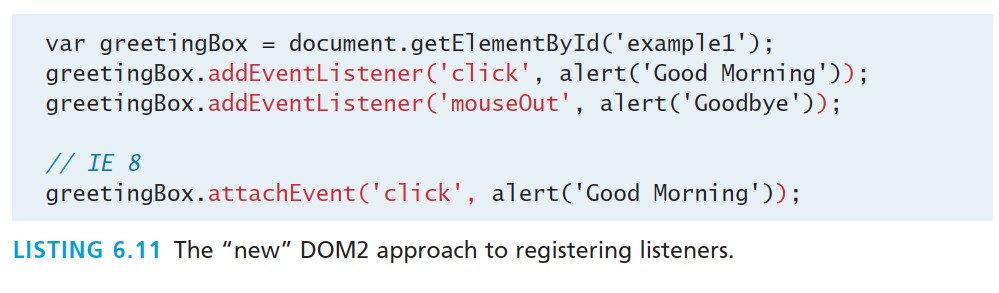 var greetingBox = document.getElementById('example1');
greetingBox.addEventListener('click', alert('Good Morning'));
greetingBox.addEventListener('mouseOut', alert('Goodbye'));
// IE 8
greetingBox.attachEvent('click', alert('Good Morning'));
LISTING 6.11 The “new” DOM2 approach to registering listeners.